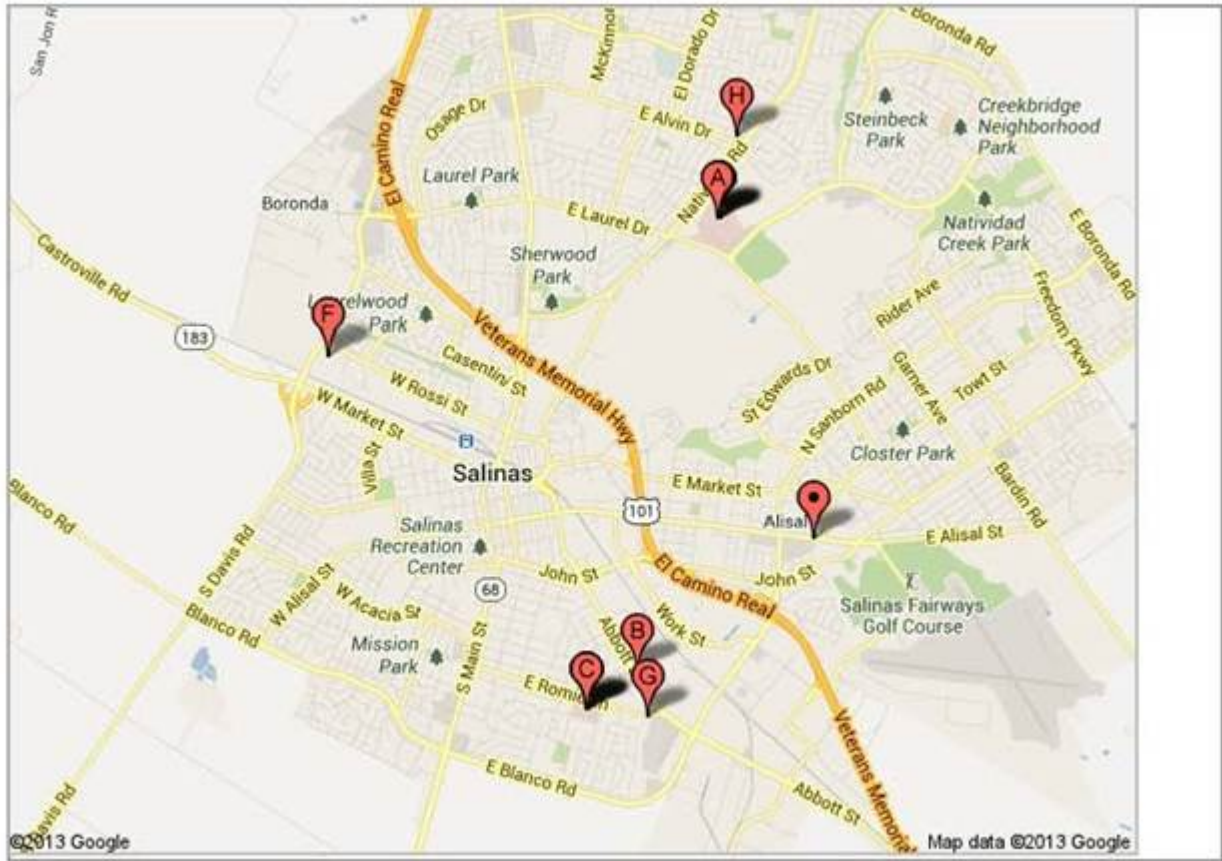 San Jon R
El Camino Real
McKinnol
El Dorado Dr
E Boronda Rd
Osage Dr
E Alvin Dr
H
Steinbeck
Park
Creekbridge
Neighborhood
Park
Laurel Park
A
Boronda
E Laurel Dr
Rd
Natividad
Creek Park
E Boronda Rd
Castroville Rd
Sherwood
Park
Park
F
183
Rider Ave
Freedom Pkwy
Veterans Memorial Hwy
Casentini St
W Rossi St
W Market St
St Edwards Dr
N Sanborn Rd
Garner Ave
Towt St
Closter Park
Villa St
Salinas
E Market St
Bardin Rd
Blanco Rd
101
Alisal
E Alisal St
S Davis Rd
Salinas
Recreation
Center
John St
El Camino Real
John St
68
W Alisal St
W Acacia St
Work St
Salinas Fairways
Golf Course
Blanco Rd
Mission
Park
S Main St
Abbott
B
C
G
E Blanco Rd
Abbott St
Veterans Memorial
Davis Rd
©2013 Google
Map data ©2013 Google